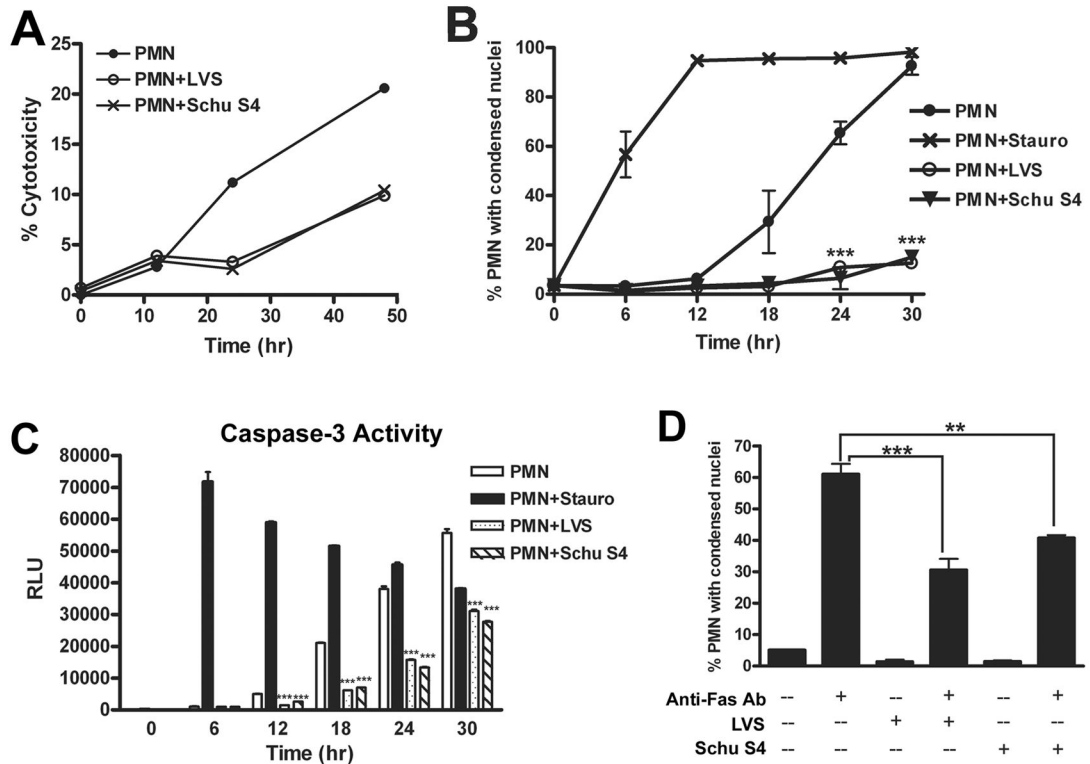 A
% Cytotoxicity
25
20
15
10
5
0
PMN
PMN+LVS
PMN+Schu S4
0 10 20 30 40 50
Time (hr)
B
% PMN with condensed nuclei
100
80
60
40
20
0
PMN
PMN+Stauro
PMN+LVS
PMN+Schu S4
*** ***
0 6 12 18 24 30
Time (hr)
C
Caspase-3 Activity
RLU
80000
70000
60000
50000
40000
30000
20000
10000
0
PMN
PMN+Stauro
PMN+LVS
PMN+Schu S4
*** *** *** *** *** *** *** ***
0 6 12 18 24 30
Time (hr)
D
% PMN with condensed nuclei
70
60
50
40
30
20
10
0
**
***
Anti-Fas Ab -- + -- + -- +
LVS -- -- + + -- --
Schu S4 -- -- -- -- + +